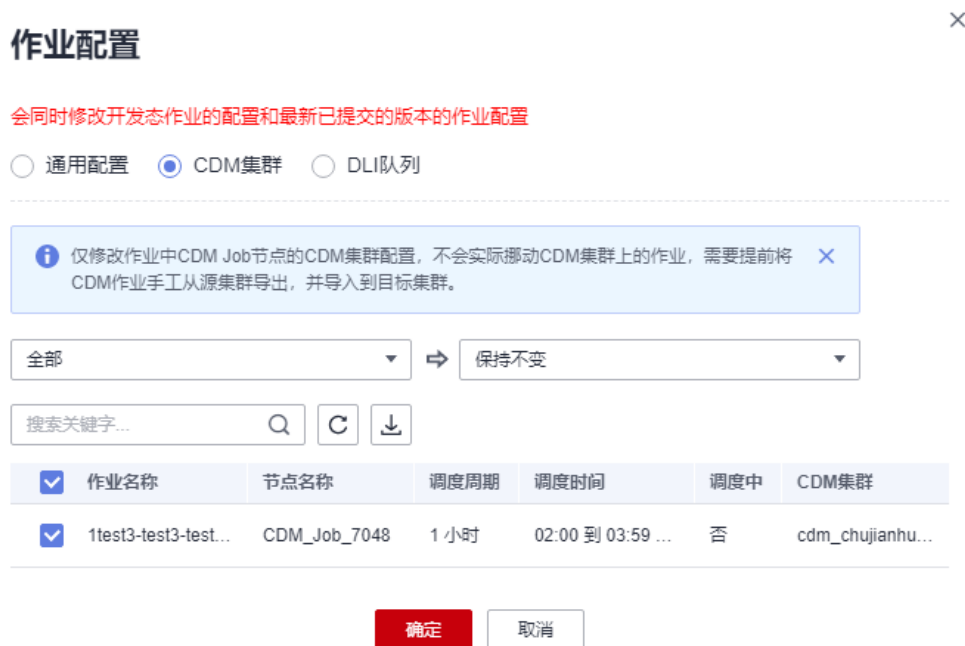 作业配置
会同时修改开发态作业的配置和最新已提交的版本的作业配置
通用配置 CDM集群 DLI队列
仅修改作业中CDM Job节点的CDM集群配置，不会实际挪动CDM集群上的作业，需要提前将
CDM作业手工从源集群导出，并导入到目标集群。
全部 保持不变
搜索关键字...
作业名称 节点名称 调度周期 调度时间 调度中 CDM集群
1test3-test3-test... CDM_Job_7048 1 小时 02:00 到 03:59 ... 否 cdm_chujianhu...
确定 取消